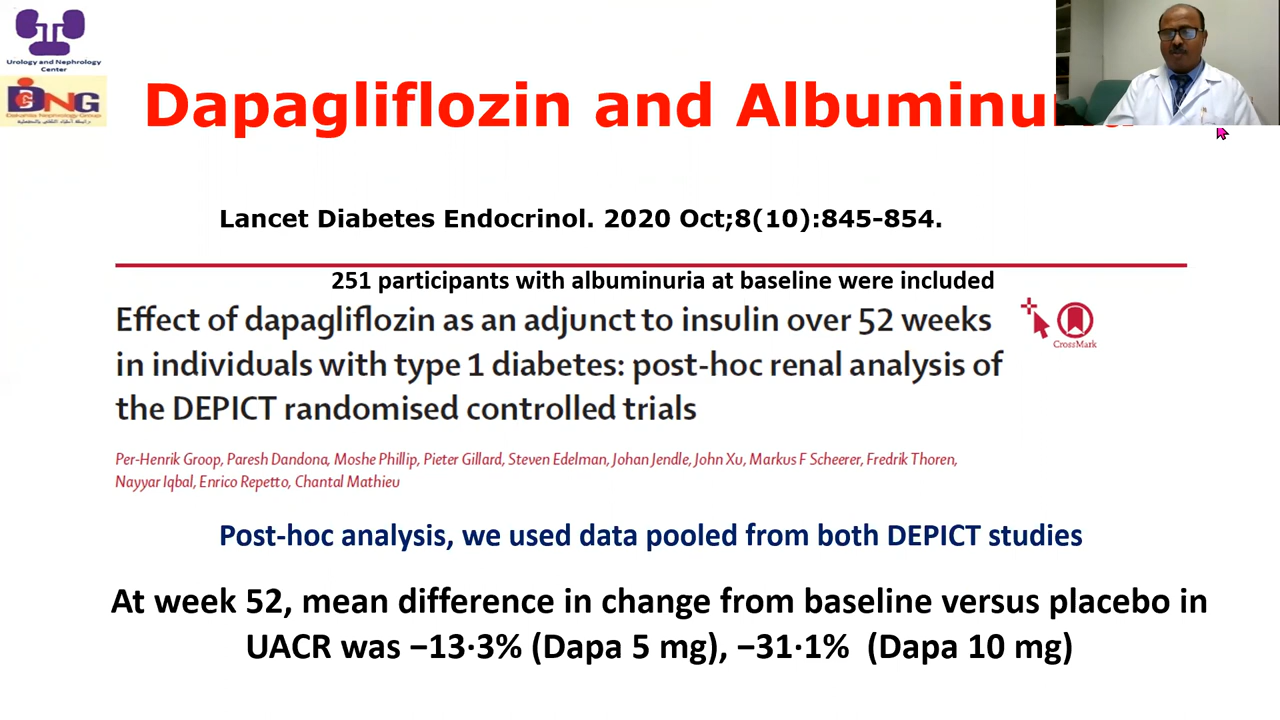 Urology and Nephrology
Center
DNG
Dapagliflozin and Albuminu
Lancet Diabetes Endocrinol. 2020 Oct;8(10):845-854.
251 participants with albuminuria at baseline were included
Effect of dapagliflozin as an adjunct to insulin over 52 weeks
in individuals with type 1 diabetes: post-hoc renal analysis of
the DEPICT randomised controlled trials
CrossMark
Per-Henrik Groop, Paresh Dandona, Moshe Phillip, Pieter Gillard, Steven Edelman, Johan Jendle, John Xu, Markus F Scheerer, Fredrik Thoren,
Nayyar Iqbal, Enrico Repetto, Chantal Mathieu
Post-hoc analysis, we used data pooled from both DEPICT studies
At week 52, mean difference in change from baseline versus placebo in
UACR was −13·3% (Dapa 5 mg), −31·1% (Dapa 10 mg)